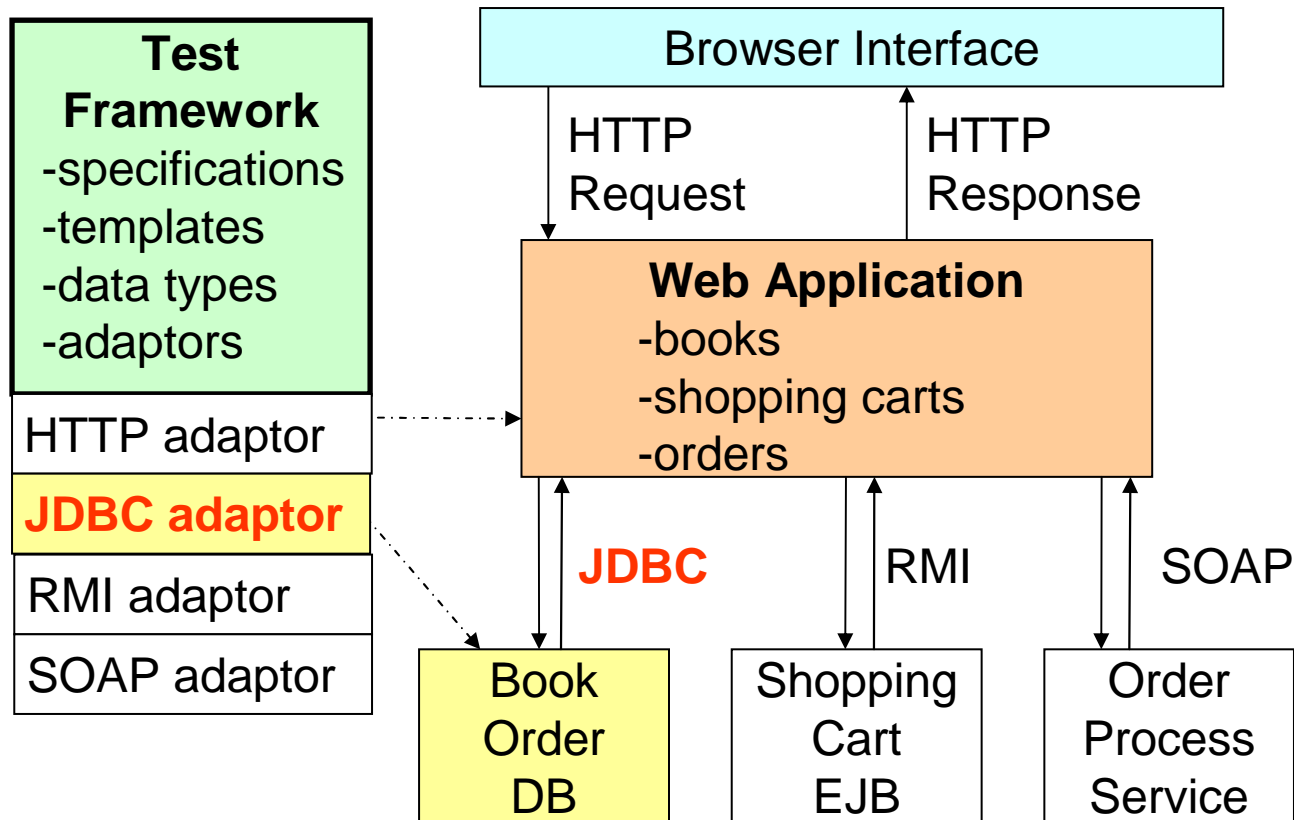 Test
Framework
-specifications
-templates
-data types
-adaptors
HTTP adaptor
JDBC adaptor
RMI adaptor
SOAP adaptor
Browser Interface
HTTP
Request
HTTP
Response
Web Application
-books
-shopping carts
-orders
JDBC
RMI
SOAP
Book
Order
DB
Shopping
Cart
EJB
Order
Process
Service